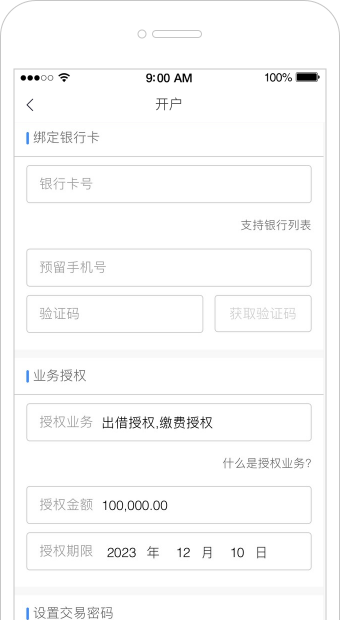 9:00 AM 100%
开户
绑定银行卡
银行卡号
支持银行列表
预留手机号
验证码 获取验证码
业务授权
授权业务 出借授权,缴费授权
什么是授权业务?
授权金额 100,000.00
授权期限 2023 年 12 月 10 日
设置交易密码